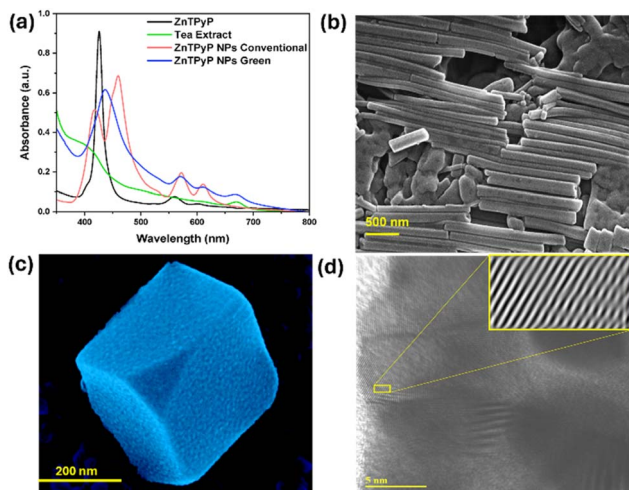 (a)
ZnTPyP
Tea Extract
ZnTPyP NPs Conventional
ZnTPyP NPs Green
Absorbance (a.u.)
1.0
0.8
0.6
0.4
0.2
0.0
400 500 600 700 800
Wavelength (nm)
(b)
500 nm
(c)
200 nm
(d)
5 nm